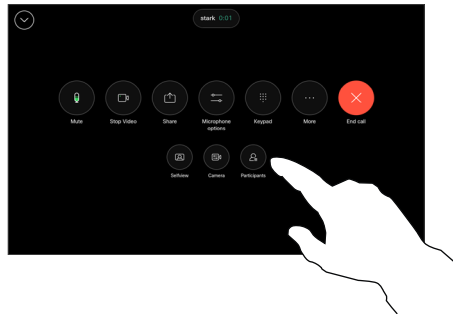 stark 0:01
Mute Stop Video Share Microphone options Keypad More End call
Selfview Camera Participants